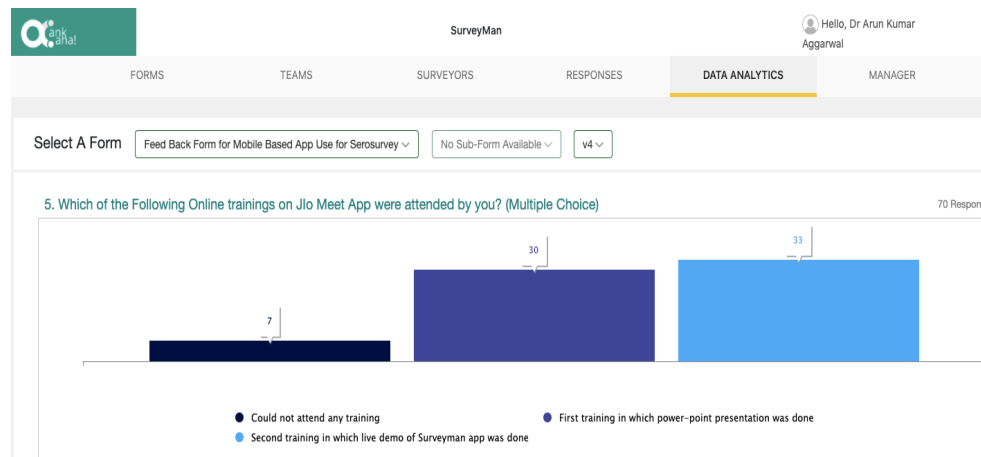 ank
aha!
SurveyMan
Hello, Dr Arun Kumar
Aggarwal
FORMS TEAMS SURVEYORS RESPONSES DATA ANALYTICS MANAGER
Select A Form Feed Back Form for Mobile Based App Use for Serosurvey No Sub-Form Available v4
5. Which of the Following Online trainings on JIo Meet App were attended by you? (Multiple Choice) 70 Respon
7
30
33
Could not attend any training First training in which power-point presentation was done
Second training in which live demo of Surveyman app was done